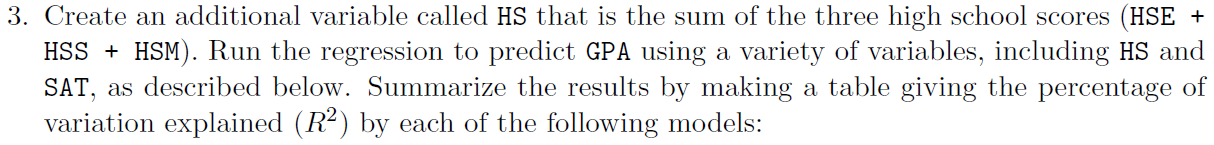 3. Create an additional variable called HS that is the sum of the three high school scores (HSE +
HSS + HSM). Run the regression to predict GPA using a variety of variables, including HS and
SAT, as described below. Summarize the results by making a table giving the percentage of
variation explained (R²) by each of the following models: